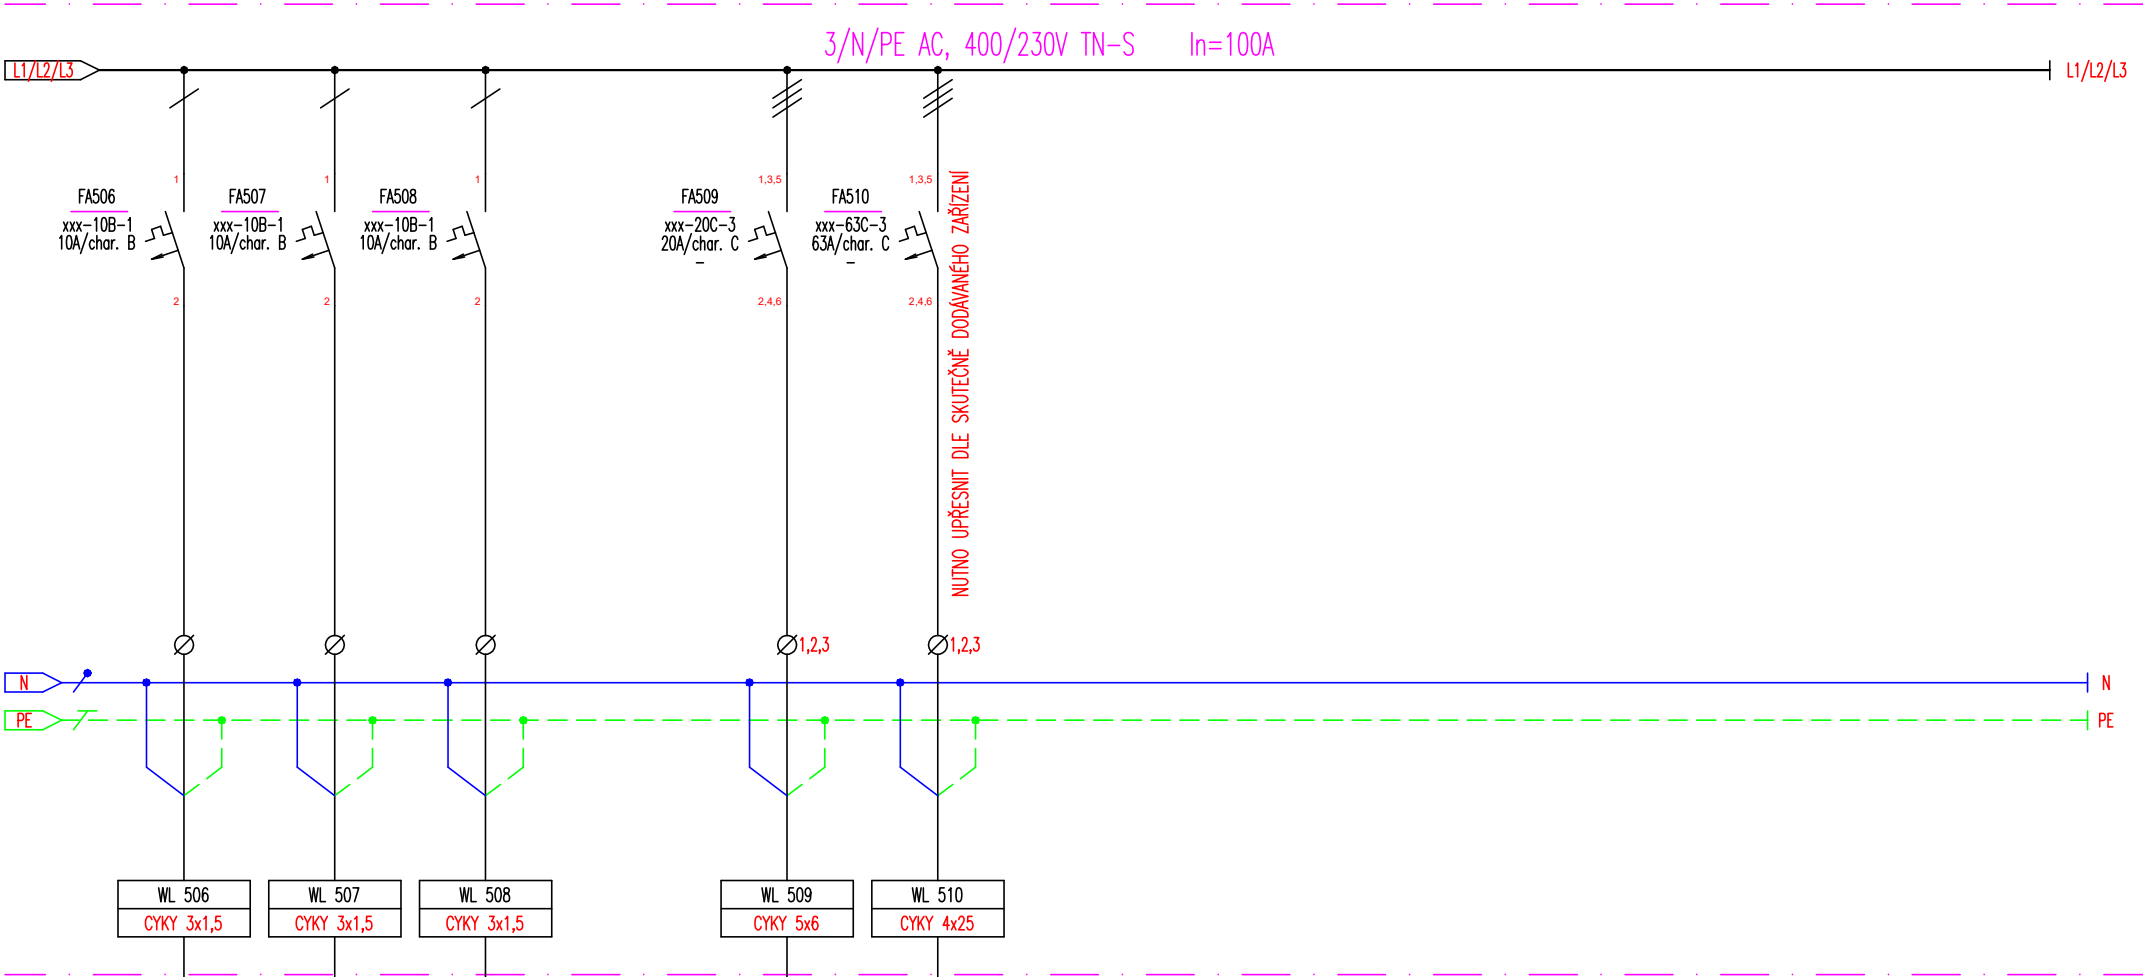 3/N/PE AC, 400/230V TN-S In=100A
L1/L2/L3
L1/L2/L3
1
FA506
xxx-10B-1
10A/char. B
2
1
FA507
xxx-10B-1
10A/char. B
2
1
FA508
xxx-10B-1
10A/char. B
2
1,3,5
FA509
xxx-20C-3
20A/char. C
–
2,4,6
1,3,5
FA510
xxx-63C-3
63A/char. C
–
2,4,6
NUTNO UPŘESNIT DLE SKUTEČNĚ DODÁVANÉHO ZAŘÍZENÍ
1,2,3
1,2,3
N
N
PE
PE
WL 506
CYKY 3x1,5
WL 507
CYKY 3x1,5
WL 508
CYKY 3x1,5
WL 509
CYKY 5x6
WL 510
CYKY 4x25